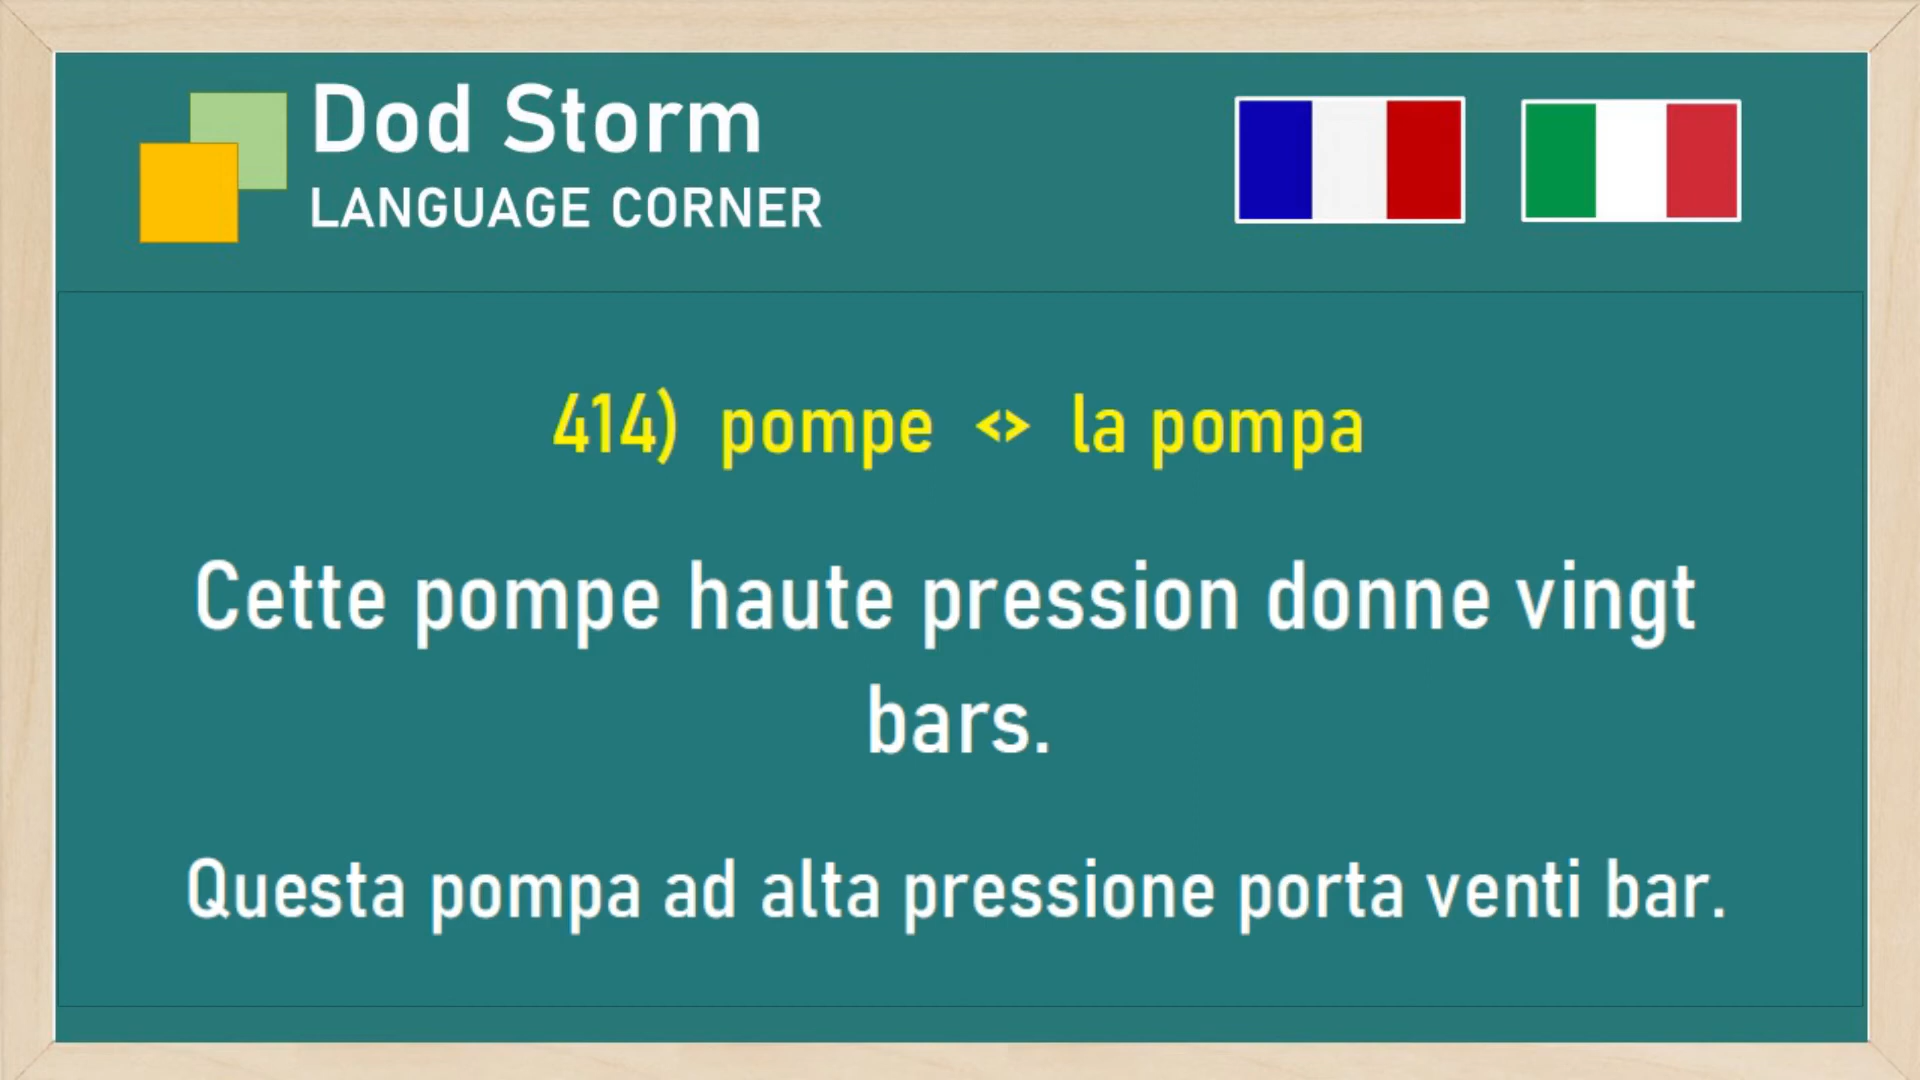 Dod Storm
LANGUAGE CORNER
414) pompe <> la pompa
Cette pompe haute pression donne vingt
bars.
Questa pompa ad alta pressione porta venti bar.